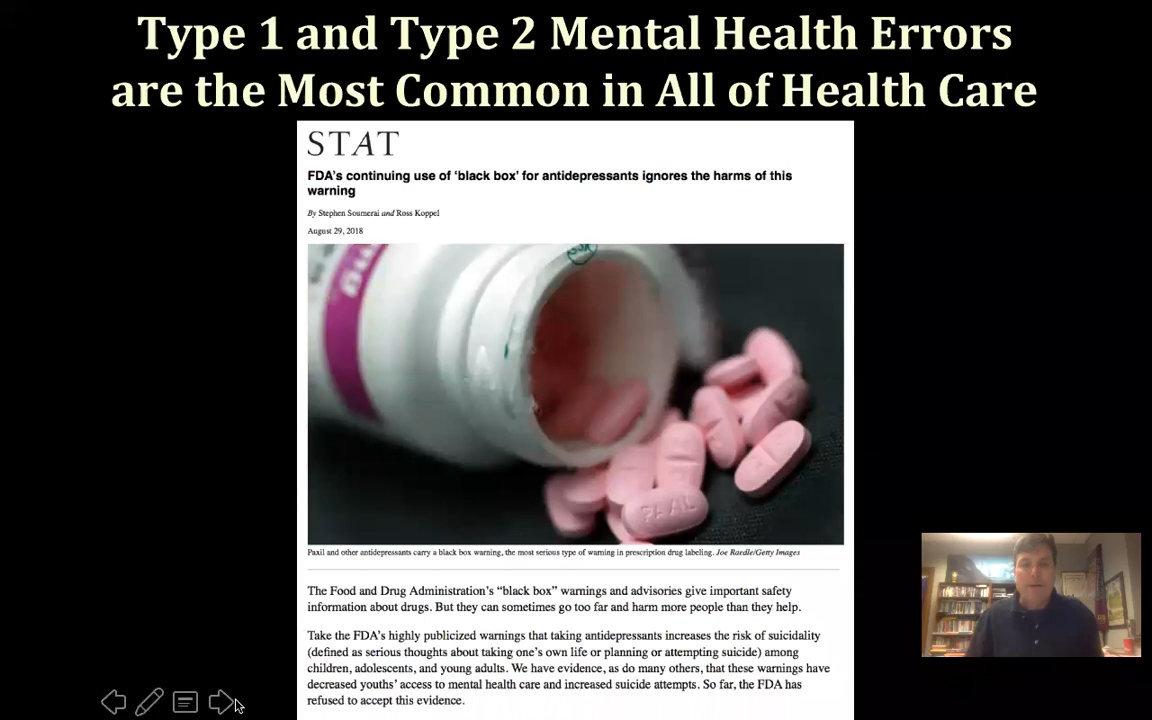 Type 1 and Type 2 Mental Health Errors
are the Most Common in All of Health Care
STAT
FDA's continuing use of ‘black box’ for antidepressants ignores the harms of this
warning
By Stephen Soumerai and Ross Koppel
August 29, 2018
PAXIL
Paxil and other antidepressants carry a black box warning, the most serious type of warning in prescription drug labeling. Joe Raedle/Getty Images
The Food and Drug Administration's “black box” warnings and advisories give important safety
information about drugs. But they can sometimes go too far and harm more people than they help.
Take the FDA's highly publicized warnings that taking antidepressants increases the risk of suicidality
(defined as serious thoughts about taking one's own life or planning or attempting suicide) among
children, adolescents, and young adults. We have evidence, as do many others, that these warnings have
decreased youths' access to mental health care and increased suicide attempts. So far, the FDA has
refused to accept this evidence.